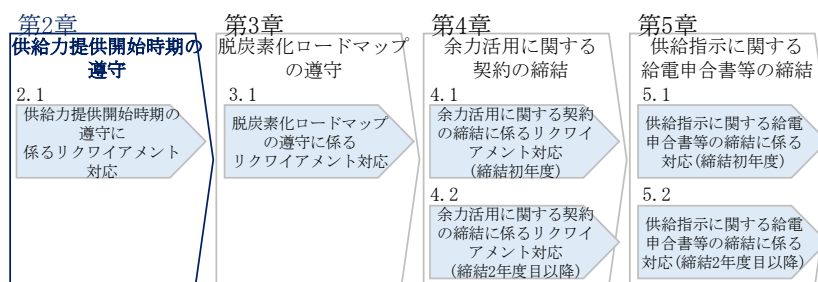 第2章
供給力提供開始時期の
遵守
2.1
供給力提供開始時期の
遵守に
係るリクワイアメント
対応
第3章
脱炭素化ロードマップ
の遵守
3.1
脱炭素化ロードマップ
の遵守に係る
リクワイアメント対応
第4章
余力活用に関する
契約の締結
4.1
余力活用に関する契約
の締結に係るリクワイ
アメント対応
(締結初年度)
4.2
余力活用に関する契約
の締結に係るリクワイ
アメント対応
(締結2年度目以降)
第5章
供給指示に関する
給電申合書等の締結
5.1
供給指示に関する給電
申合書等の締結に係る
対応(締結初年度)
5.2
供給指示に関する給電
申合書等の締結に係る
対応(締結2年度目以降)